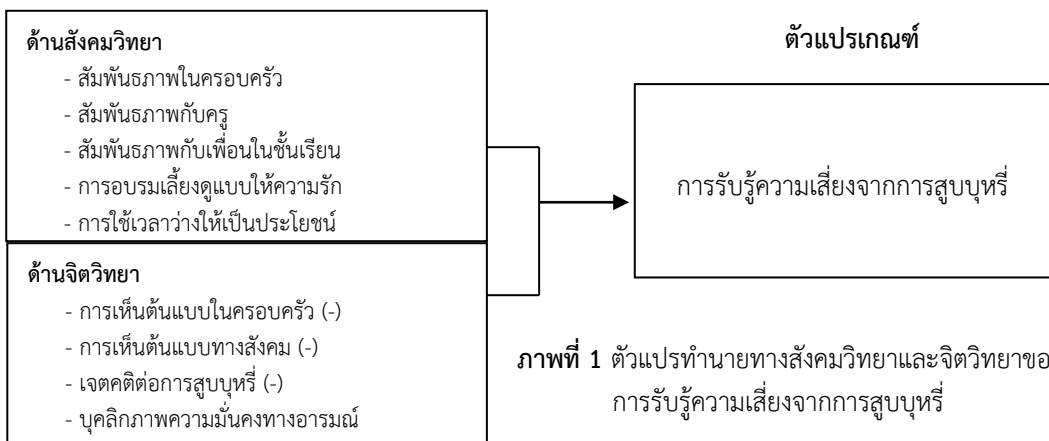 ด้านสังคมวิทยา
- สัมพันธภาพในครอบครัว
- สัมพันธภาพกับครู
- สัมพันธภาพกับเพื่อนในชั้นเรียน
- การอบรมเลี้ยงดูแบบให้ความรัก
- การใช้เวลาว่างให้เป็นประโยชน์
ด้านจิตวิทยา
- การเห็นต้นแบบในครอบครัว (-)
- การเห็นต้นแบบทางสังคม (-)
- เจตคติต่อการสูบบุหรี่ (-)
- บุคลิกภาพความมั่นคงทางอารมณ์
ตัวแปรเกณฑ์
การรับรู้ความเสี่ยงจากการสูบบุหรี่
ภาพที่ 1 ตัวแปรทำนายทางสังคมวิทยาและจิตวิทยาขอ
การรับรู้ความเสี่ยงจากการสูบบุหรี่